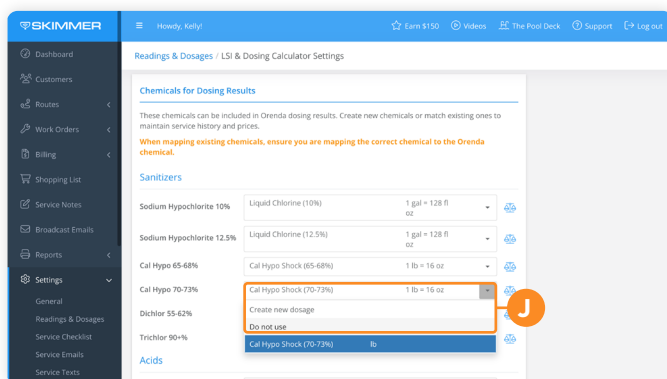 SKIMMER
Howdy, Kelly!
Earn $150
Videos
The Pool Deck
Support
Log out
Dashboard
Customers
Routes
Work Orders
Billing
Shopping List
Service Notes
Broadcast Emails
Reports
Settings
General
Readings & Dosages
Service Checklist
Service Emails
Service Texts
Readings & Dosages / LSI & Dosing Calculator Settings
Chemicals for Dosing Results
These chemicals can be included in Orenda dosing results. Create new chemicals or match existing ones to
maintain service history and prices.
When mapping existing chemicals, ensure you are mapping the correct chemical to the Orenda
chemical.
Sanitizers
Sodium Hypochlorite 10%
Liquid Chlorine (10%)
1 gal = 128 fl
oz
Sodium Hypochlorite 12.5%
Liquid Chlorine (12.5%)
1 gal = 128 fl
oz
Cal Hypo 65-68%
Cal Hypo Shock (65-68%)
1 lb = 16 oz
Cal Hypo 70-73%
Cal Hypo Shock (70-73%)
1 lb = 16 oz
Create new dosage
Do not use
Cal Hypo Shock (70-73%) lb
J
Dichlor 55-62%
Trichlor 90+%
Acids